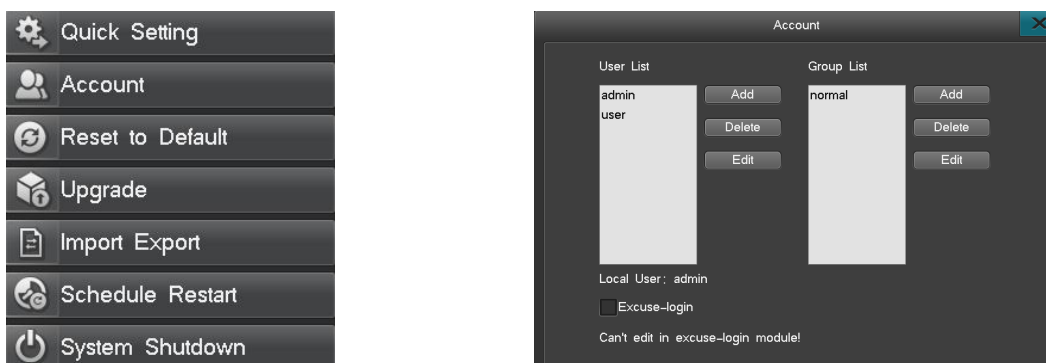 Quick Setting
Account
Reset to Default
Upgrade
Import Export
Schedule Restart
System Shutdown
Account
User List
Group List
admin
user
Add
Delete
Edit
normal
Add
Delete
Edit
Local User: admin
Excuse-login
Can't edit in excuse-login module!